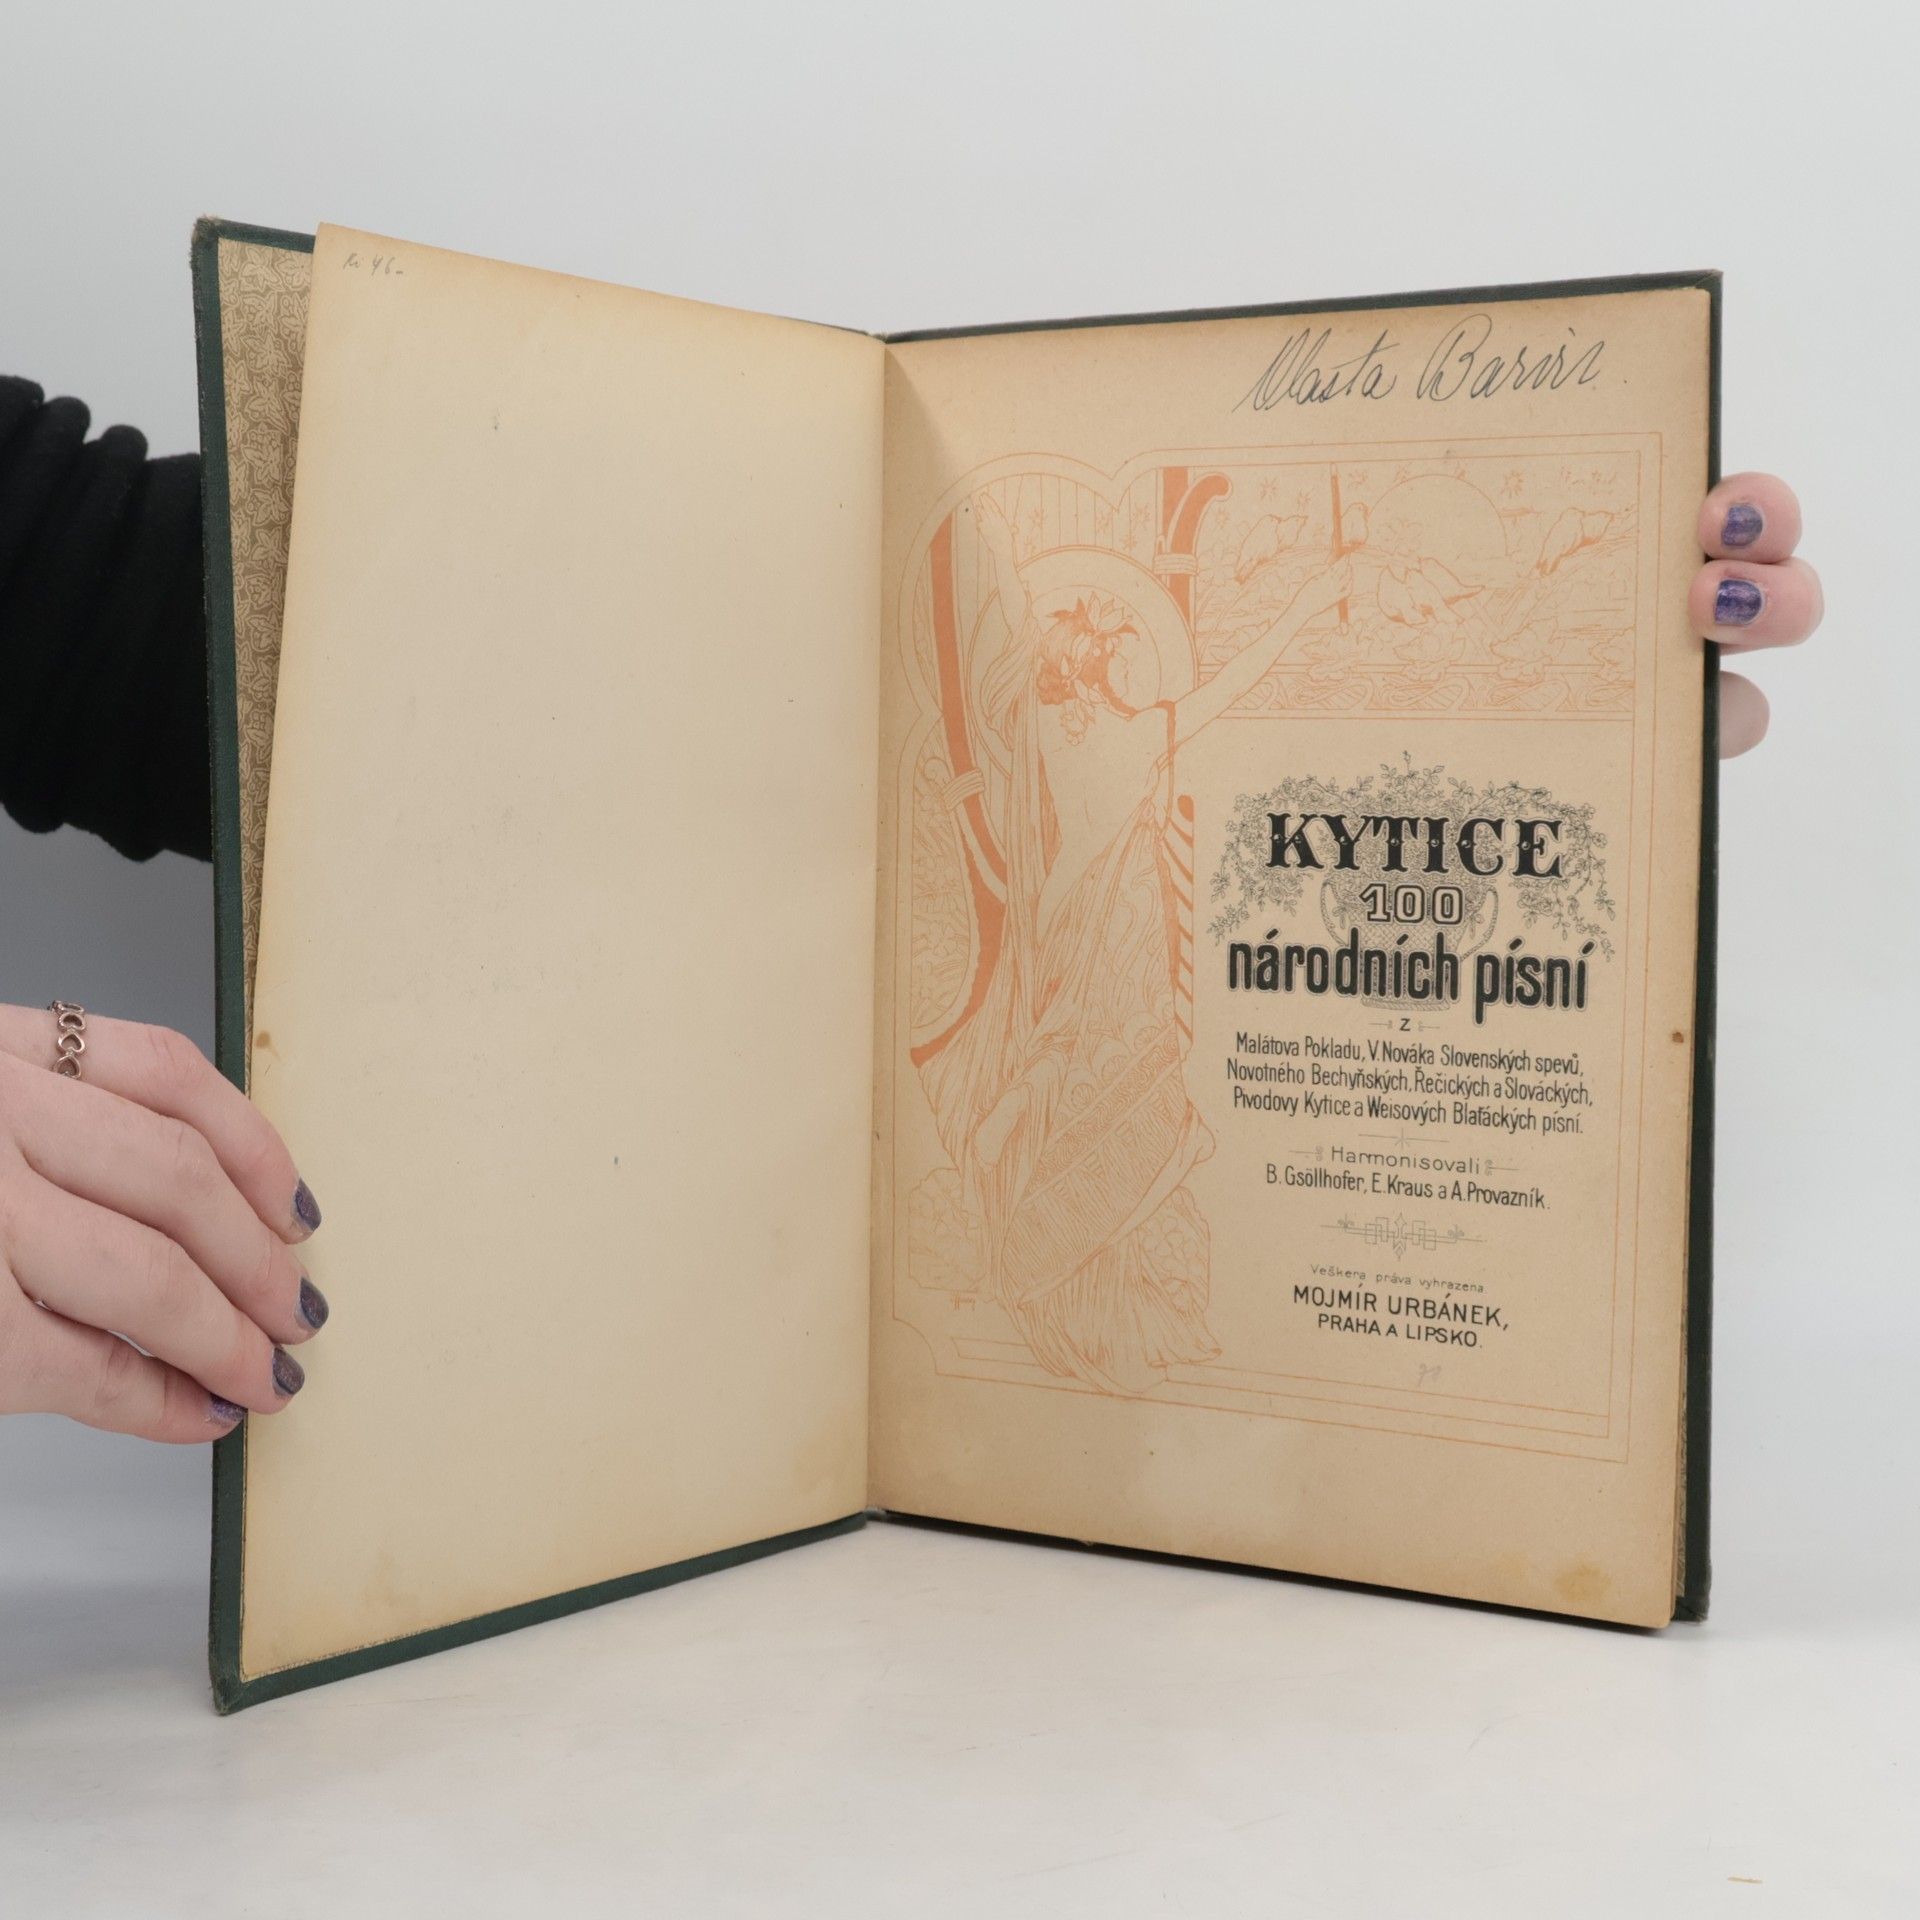 Vlasta
KYTICE
100
národních písní
z
Malátova Pokladu, V. Nováka Slovenských spevů,
Novotného Bechyňských, Řečických a Slováckých,
Pivodovy Kytice a Weisových Blaťáckých písní.
Harmonisovali
B. Gsöllhofer, E. Kraus a A. Provazník.
Veškera práva vyhrazena
MOJMÍR URBÁNEK,
PRAHA A LIPSKO.